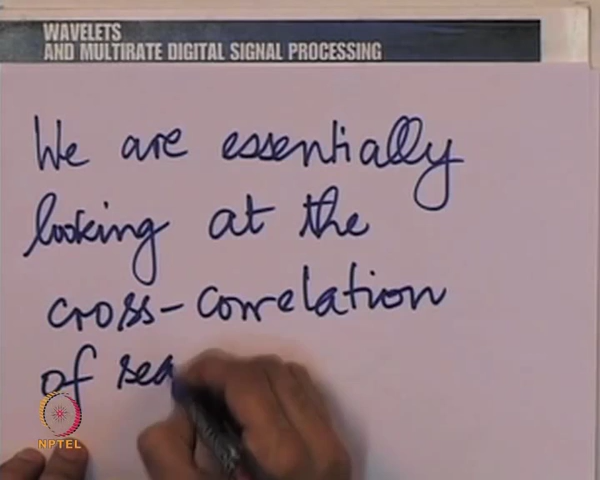 WAVELETS
AND MULTIRATE DIGITAL SIGNAL PROCESSING
We are essentially
looking at the
cross-correlation
of
NPTEL